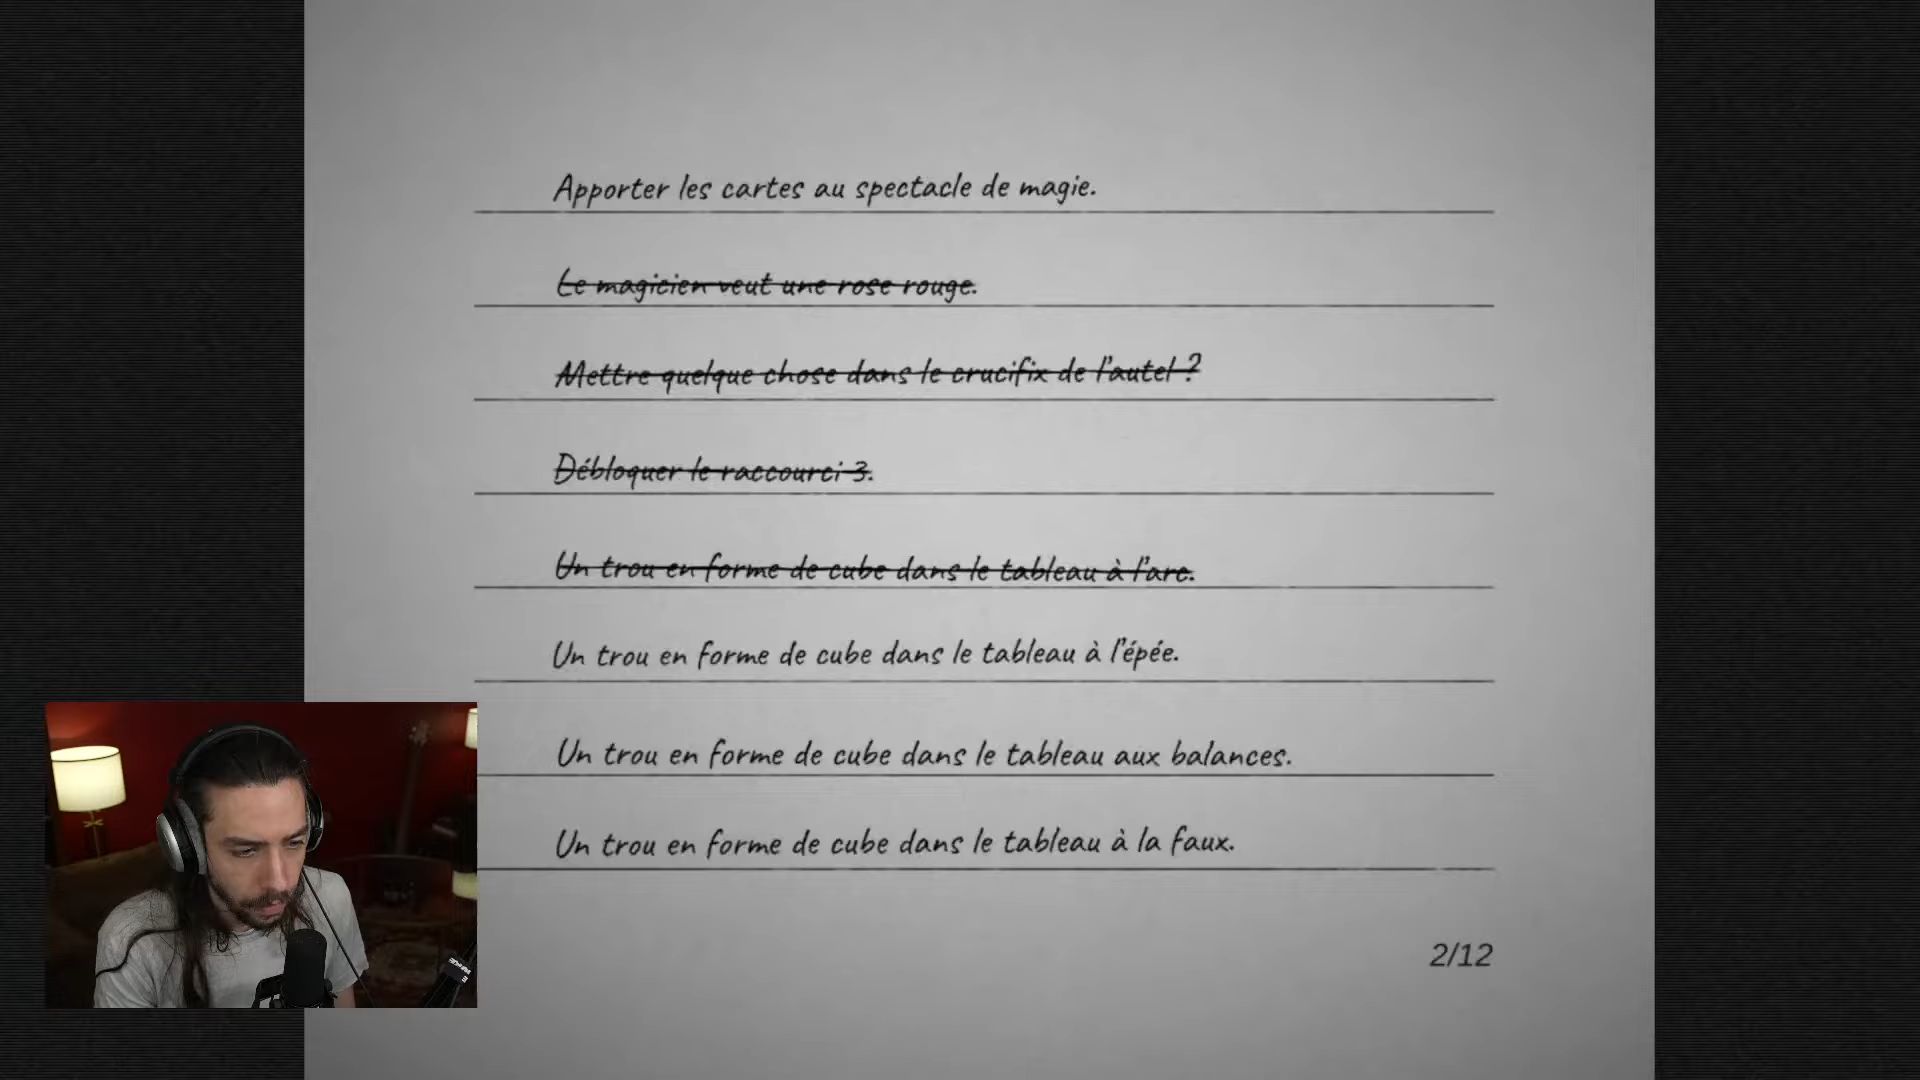 Apporter les cartes au spectacle de magie.
Le magicien veut une rose rouge.
Mettre quelque chose dans le crucifix de l'autel ?
Débloquer le raccourci 3.
Un trou en forme de cube dans le tableau à l'arc.
Un trou en forme de cube dans le tableau à l'épée.
Un trou en forme de cube dans le tableau aux balances.
Un trou en forme de cube dans le tableau à la faux.
2/12